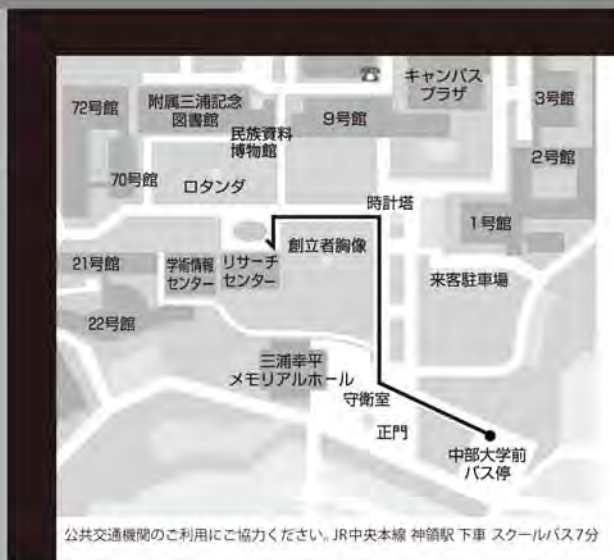 キャンパス
プラザ
3号館
72号館
附属三浦記念
図書館
9号館
民族資料
博物館
2号館
70号館
ロタンダ
時計塔
1号館
創立者胸像
21号館
学術情報
センター
リサーチ
センター
来客駐車場
22号館
三浦幸平
メモリアルホール
守衛室
正門
中部大学前
バス停
公共交通機関のご利用にご協力ください。JR中央本線 神領駅 下車 スクールバス7分